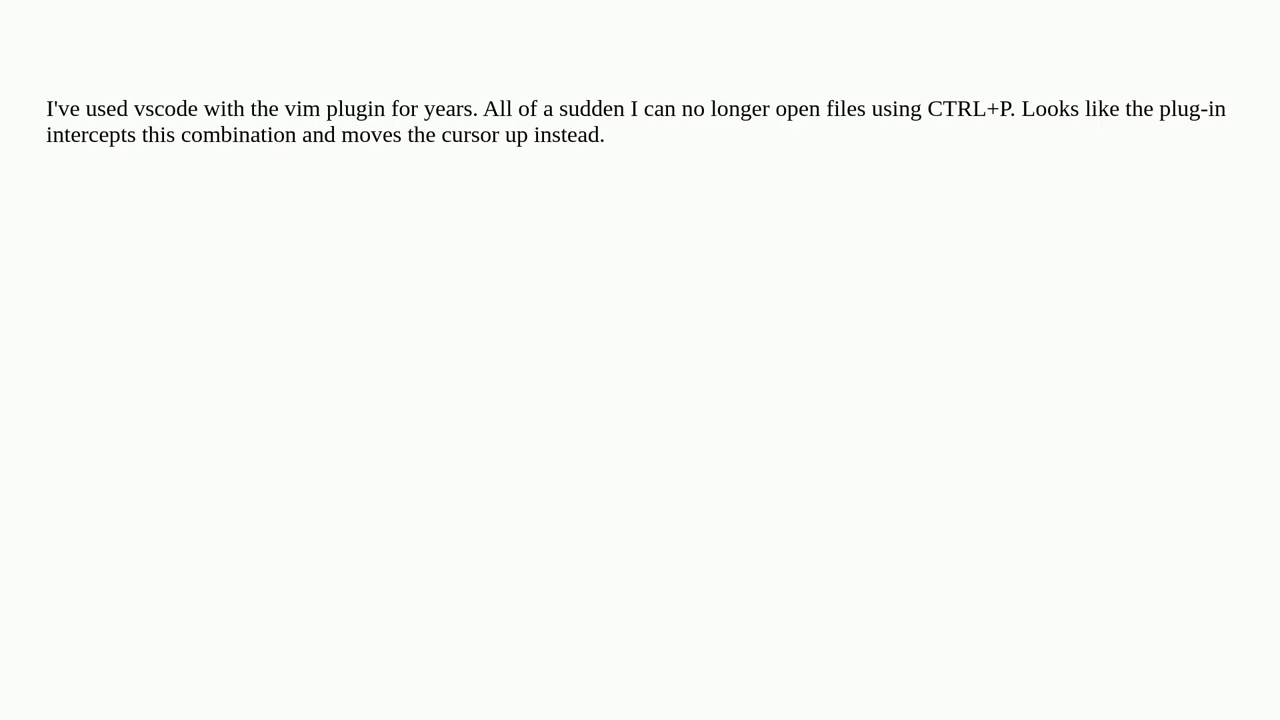 I've used vscode with the vim plugin for years. All of a sudden I can no longer open files using CTRL+P. Looks like the plug-in
intercepts this combination and moves the cursor up instead.